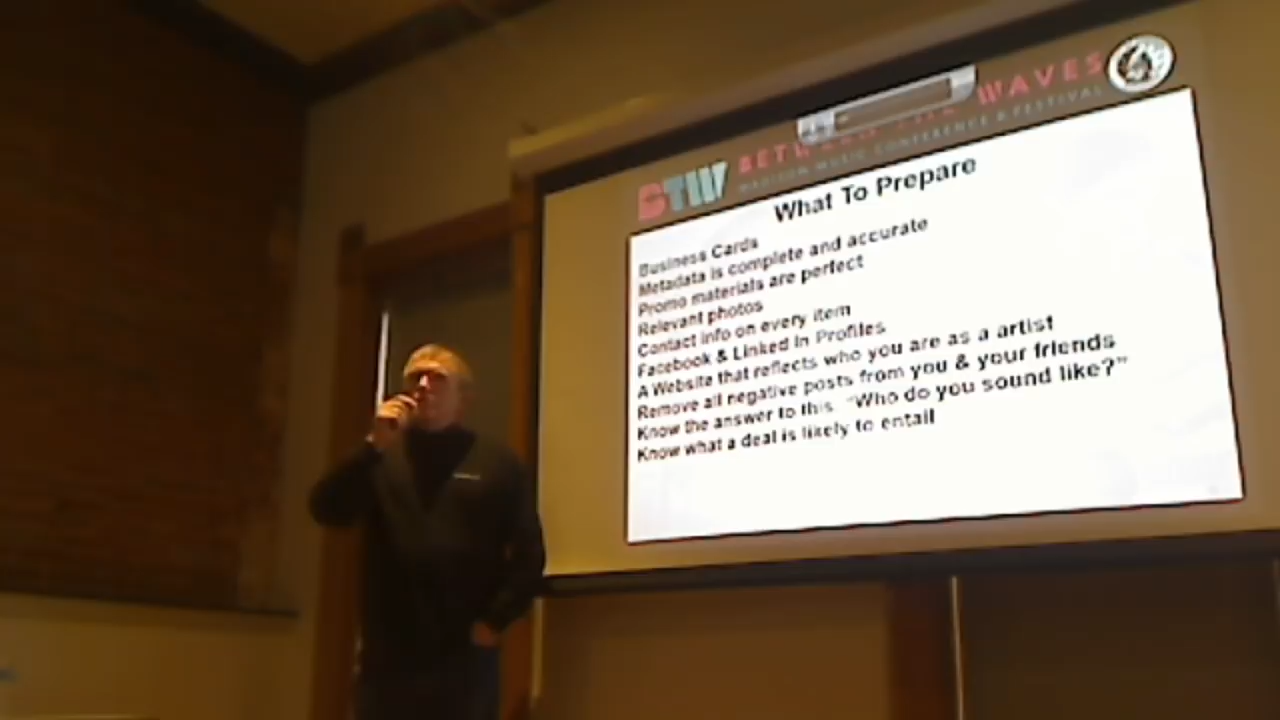 BTW BETWEEN THE WAVES
MADISON MUSIC CONFERENCE & FESTIVAL
What To Prepare
Business Cards
Metadata is complete and accurate
Promo materials are perfect
Relevant photos
Contact info on every item
Facebook & Linked In Profiles
A Website that reflects who you are as a artist
Remove all negative posts from you & your friends
Know the answer to this "Who do you sound like?"
Know what a deal is likely to entail